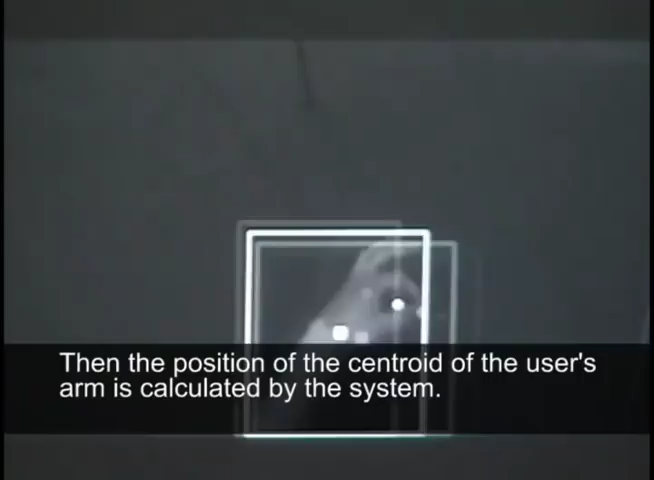 Then the position of the centroid of the user's
arm is calculated by the system.